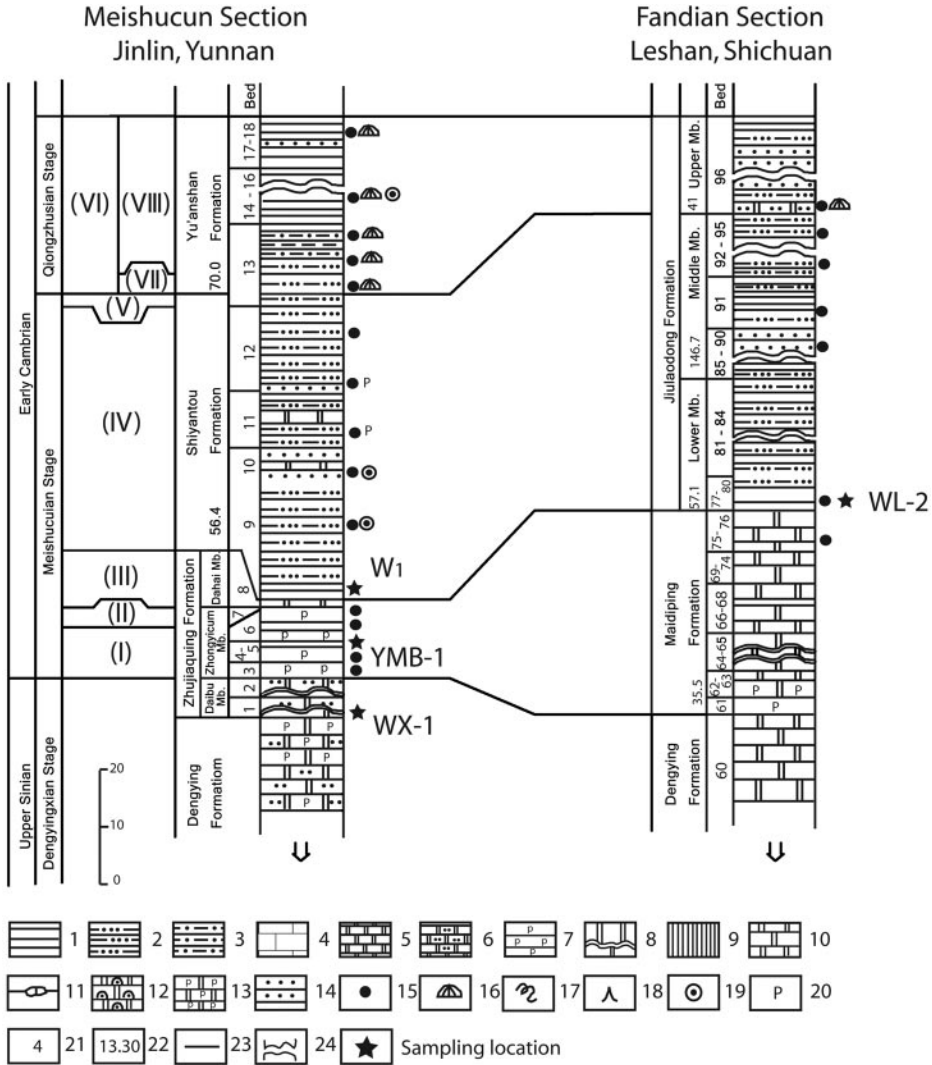 Meishucun Section
Jinlin, Yunnan
Fandian Section
Leshan, Shichuan
Bed
Bed
Early Cambrian
Upper Sinian
Qiongzhusian Stage
Meishucuian Stage
Dengyingxian Stage
(VI)
(VIII)
(VII)
(V)
(IV)
(III)
(II)
(I)
Yu'anshan
Formation
70.0
Shiyantou
Formation
56.4
Zhujiaquing Formation
Dahai Mb.
Zhongyicum
Mb.
Daibu
Mb.
Dengying
Formatiom
17-18
14 - 16
13
12
11
10
9
8
7
6
4-
5
3
2
1
P
P
P
P P
P
P P
P
P
P P
P
P
W1
YMB-1
WX-1
20
10
0
Jiulaodong Formation
Upper Mb.
41
Middle Mb.
146.7
Lower Mb.
57.1
Maidiping
Formation
35.5
Dengying
Formation
96
92 - 95
91
85 - 90
81 - 84
77-
80
75-
76
69-
74
66-68
64-65
62-
63
61
60
P P
P
WL-2
1
2
3
4
5
6
P
P P
7
8
9
10
11
12
P P
P
13
14
15
16
17
18
19
P
20
4
21
13.30
22
23
24
Sampling location